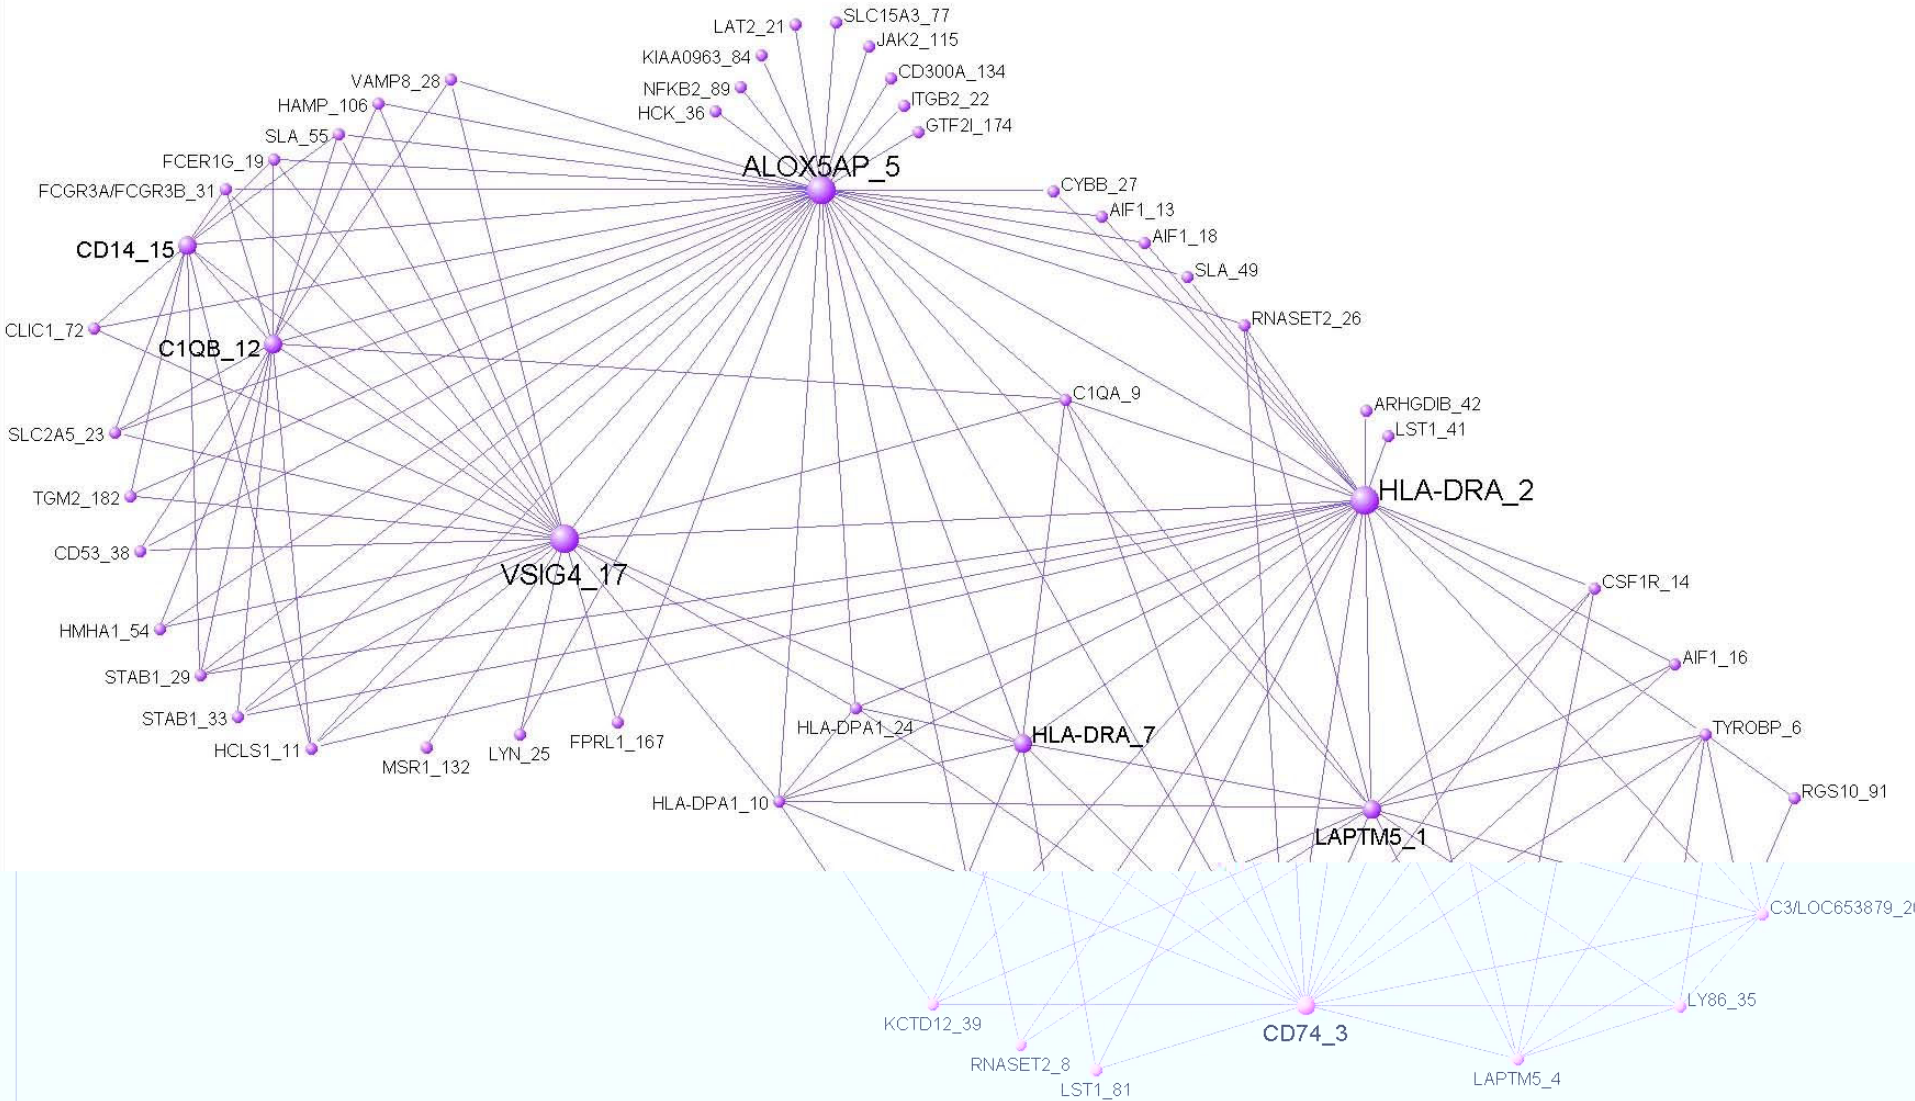 SLC15A3_77
LAT2_21
JAK2_115
KIAA0963_84
CD300A_134
VAMP8_28
NFKB2_89
ITGB2_22
HAMP_106
HCK_36
GTF2I_174
SLA_55
FCER1G_19
ALOX5AP_5
FCGR3A/FCGR3B_31
CYBB_27
AIF1_13
AIF1_18
CD14_15
SLA_49
RNASET2_26
CLIC1_72
C1QB_12
C1QA_9
ARHGDIB_42
LST1_41
SLC2A5_23
HLA-DRA_2
TGM2_182
CD53_38
VSIG4_17
CSF1R_14
HMHA1_54
AIF1_16
STAB1_29
STAB1_33
HLA-DPA1_24
TYROBP_6
HLA-DRA_7
FPRL1_167
HCLS1_11
LYN_25
MSR1_132
RGS10_91
HLA-DPA1_10
LAPTM5_1
C3/LOC653879_20
LY86_35
KCTD12_39
CD74_3
RNASET2_8
LAPTM5_4
LST1_81